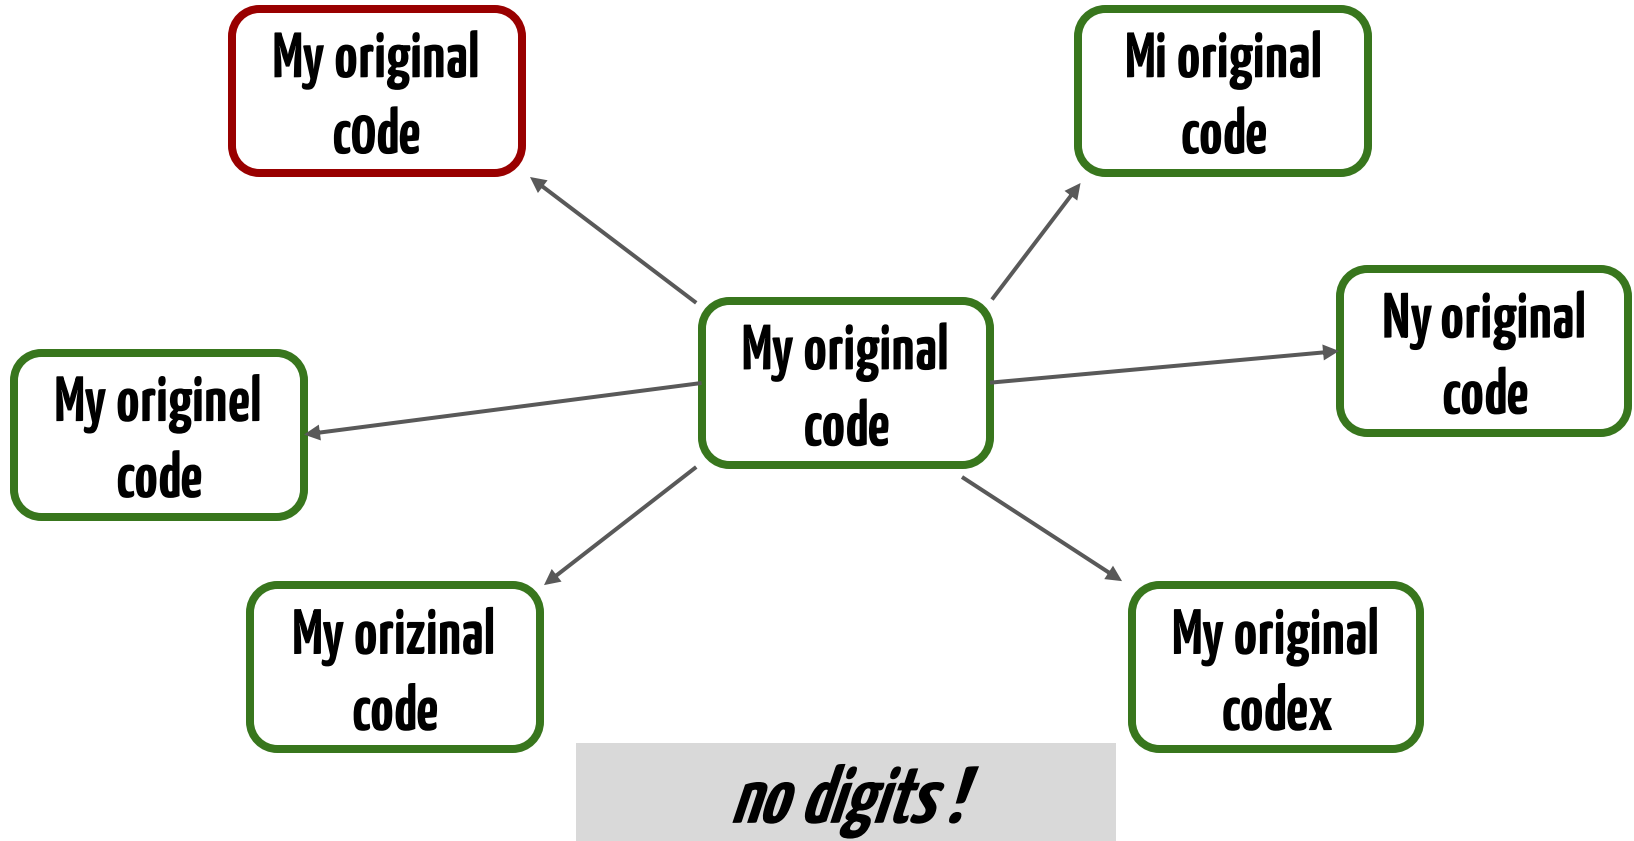 My original
c0de
Mi original
code
Ny original
code
My original
code
My originel
code
My orizinal
code
My original
codex
no digits !